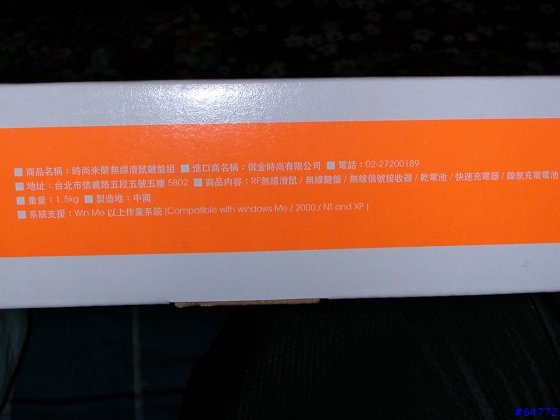 ■ 商品名稱：時尚米蘭無線滑鼠鍵盤組 ■ 進口商名稱：御金時尚有限公司 ■ 電話：02-27200189
■ 地址：台北市信義路五段五號五樓 5B02 ■ 商品內容：RF無線滑鼠 / 無線鍵盤 / 無線信號接收器 / 乾電池 / 快速充電器 / 鎳氫充電電池
■ 重量：1.5kg ■ 製造地：中國
■ 系統支援：Win Me 以上作業系統 (Compatible with windows Me / 2000 / NT and XP )
#64773